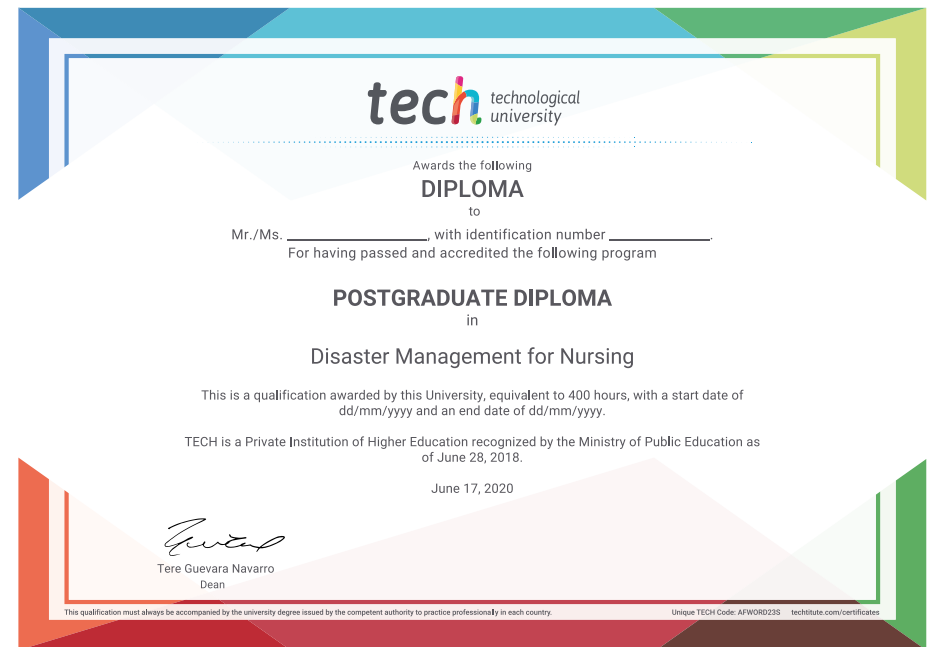 tech technological
university
Awards the following
DIPLOMA
to
Mr./Ms. ____________________, with identification number ______________.
For having passed and accredited the following program
POSTGRADUATE DIPLOMA
in
Disaster Management for Nursing
This is a qualification awarded by this University, equivalent to 400 hours, with a start date of
dd/mm/yyyy and an end date of dd/mm/yyyy.
TECH is a Private Institution of Higher Education recognized by the Ministry of Public Education as
of June 28, 2018.
June 17, 2020
Tere Guevara Navarro
Dean
This qualification must always be accompanied by the university degree issued by the competent authority to practice professionally in each country. Unique TECH Code: AFWORD23S techtitute.com/certificates